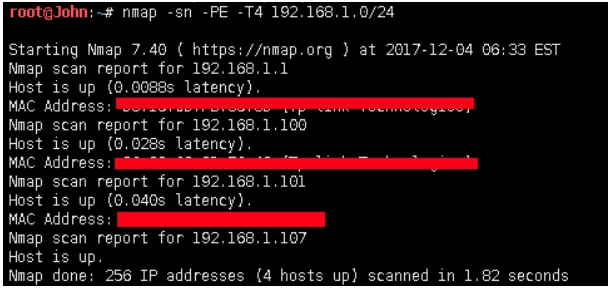 root@John:~# nmap -sn -PE -T4 192.168.1.0/24
Starting Nmap 7.40 ( https://nmap.org ) at 2017-12-04 06:33 EST
Nmap scan report for 192.168.1.1
Host is up (0.0088s latency).
MAC Address:
Nmap scan report for 192.168.1.100
Host is up (0.028s latency).
MAC Address:
Nmap scan report for 192.168.1.101
Host is up (0.040s latency).
MAC Address:
Nmap scan report for 192.168.1.107
Host is up.
Nmap done: 256 IP addresses (4 hosts up) scanned in 1.82 seconds